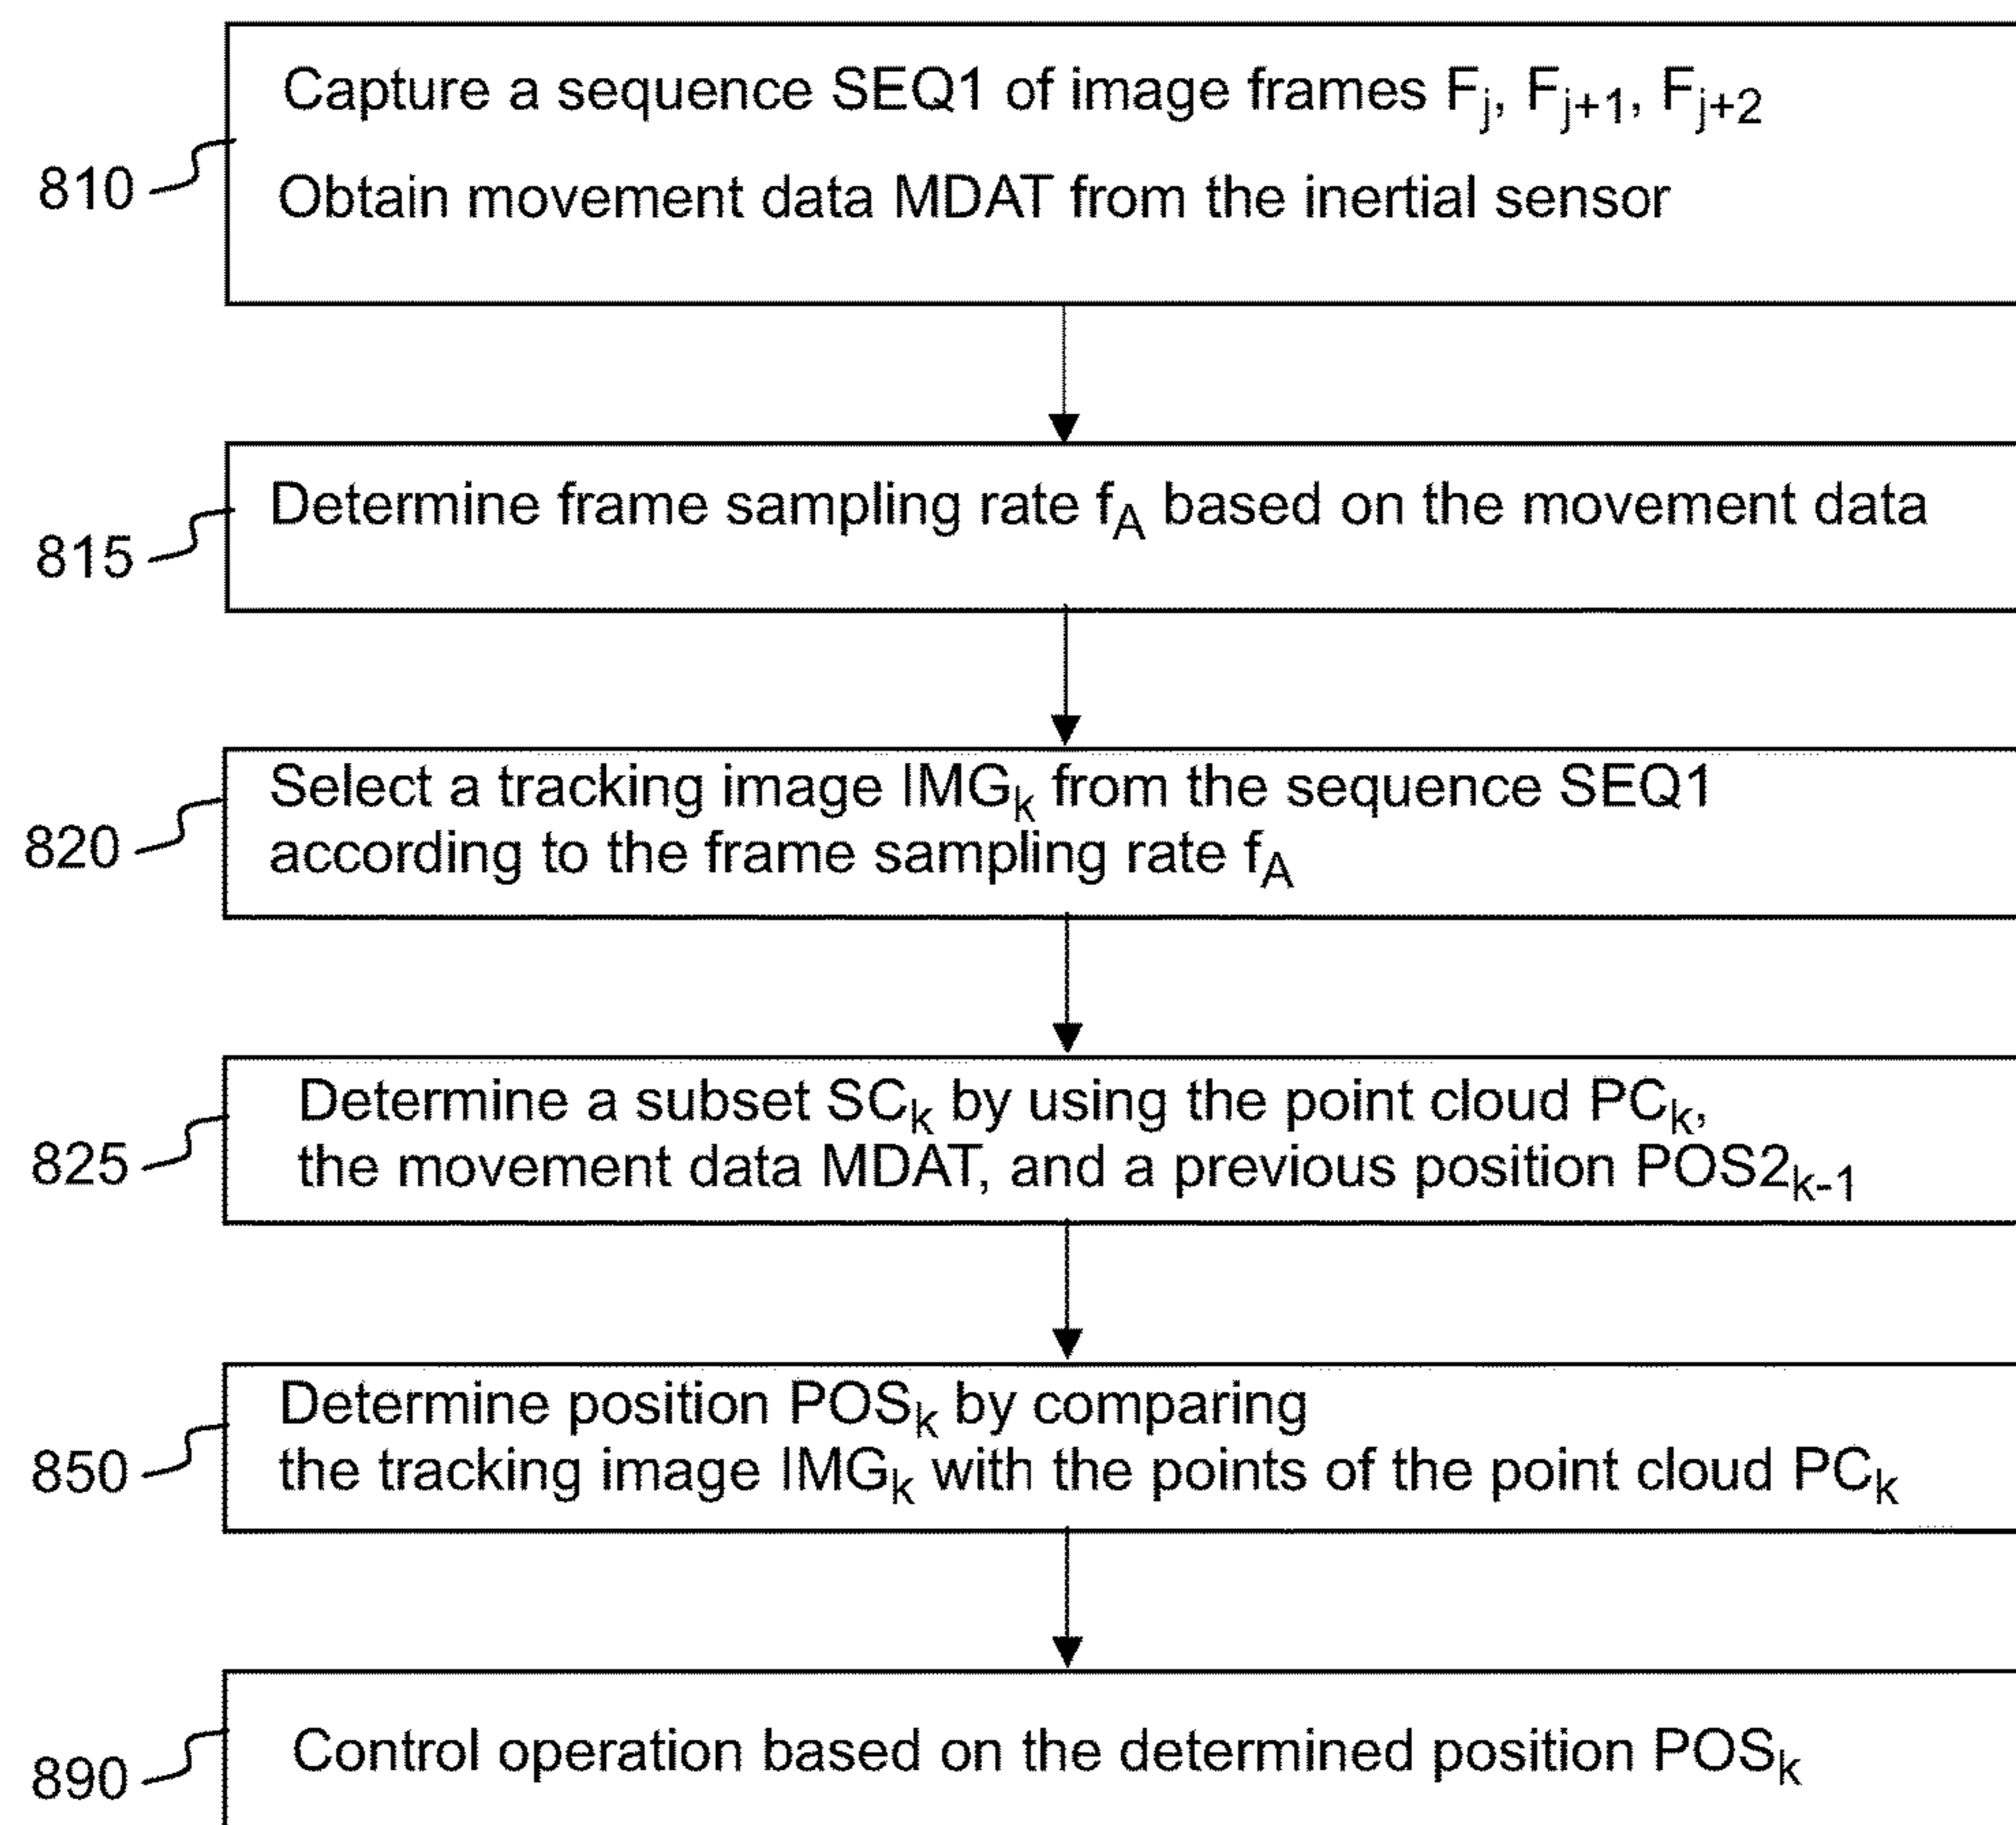 Capture a sequence SEQ1 of image frames Fj, Fj+1, Fj+2
810
Obtain movement data MDAT from the inertial sensor
Determine frame sampling rate fA based on the movement data
815
Select a tracking image IMGk from the sequence SEQ1
820
according to the frame sampling rate fA
Determine a subset SCk by using the point cloud PCk,
825
the movement data MDAT, and a previous position POS2k-1
Determine position POSk by comparing
850
the tracking image IMGk with the points of the point cloud PCk
Control operation based on the determined position POSk
890